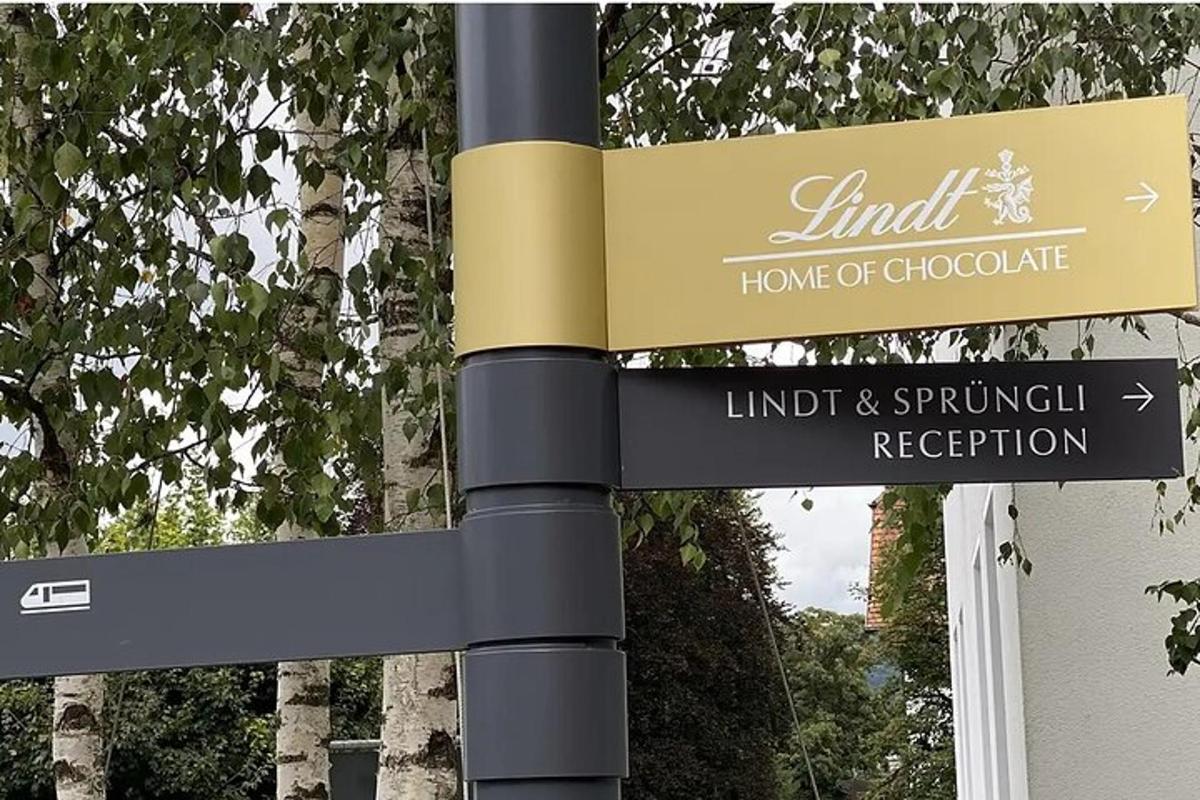 Lindt
HOME OF CHOCOLATE
LINDT & SPRÜNGLI
RECEPTION